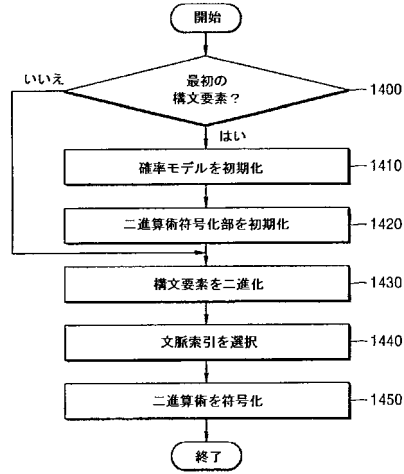 開始
最初の
構文要素？
1400
いいえ
はい
確率モデルを初期化
1410
二進算術符号化部を初期化
1420
構文要素を二進化
1430
文脈索引を選択
1440
二進算術を符号化
1450
終了